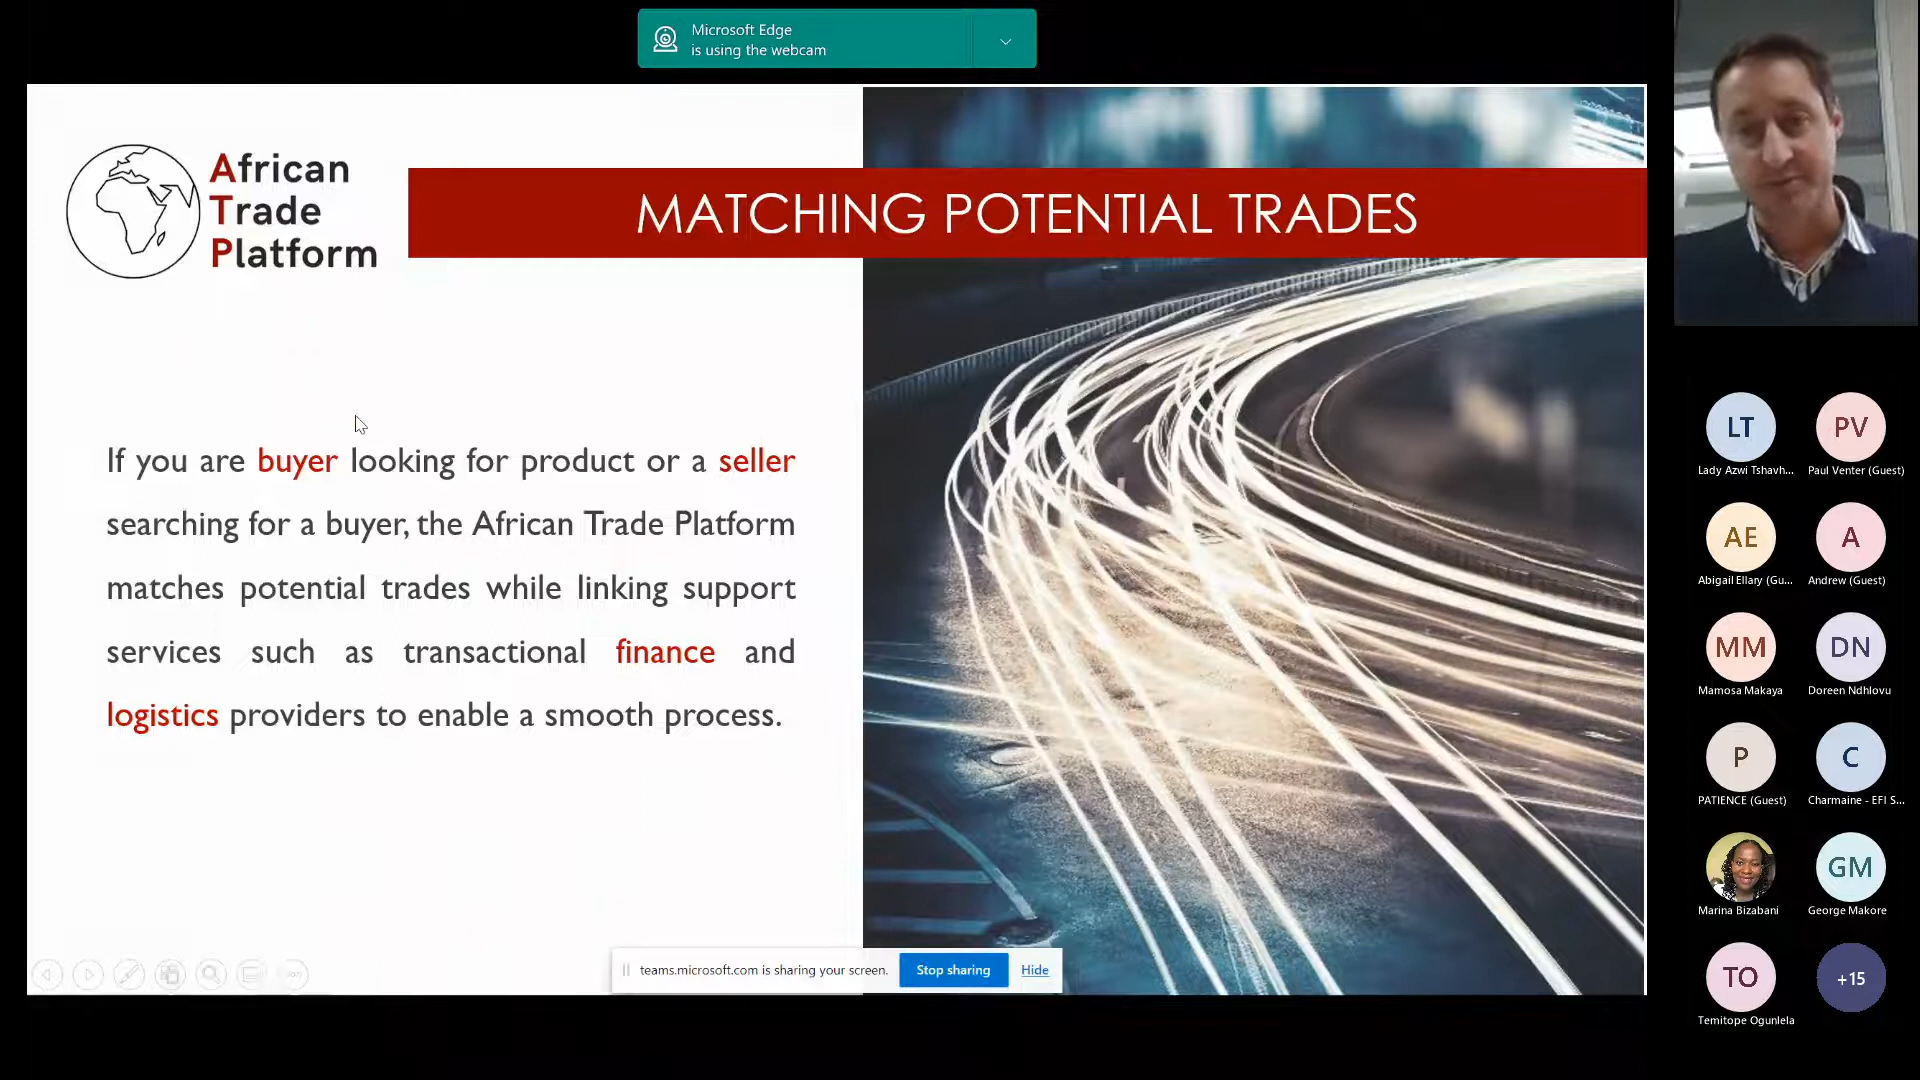 Microsoft Edge
is using the webcam
African
Trade
Platform
MATCHING POTENTIAL TRADES
If you are buyer looking for product or a seller
searching for a buyer, the African Trade Platform
matches potential trades while linking support
services such as transactional finance and
logistics providers to enable a smooth process.
teams.microsoft.com is sharing your screen.
Stop sharing
Hide
LT
PV
Lady Azwi Tshavh...
Paul Venter (Guest)
AE
A
Abigail Ellary (Gu...
Andrew (Guest)
MM
DN
Mamosa Makaya
Doreen Ndhlovu
P
C
PATIENCE (Guest)
Charmaine - EFI S...
GM
Marina Bizabani
George Makore
TO
+15
Temitope Ogunlela